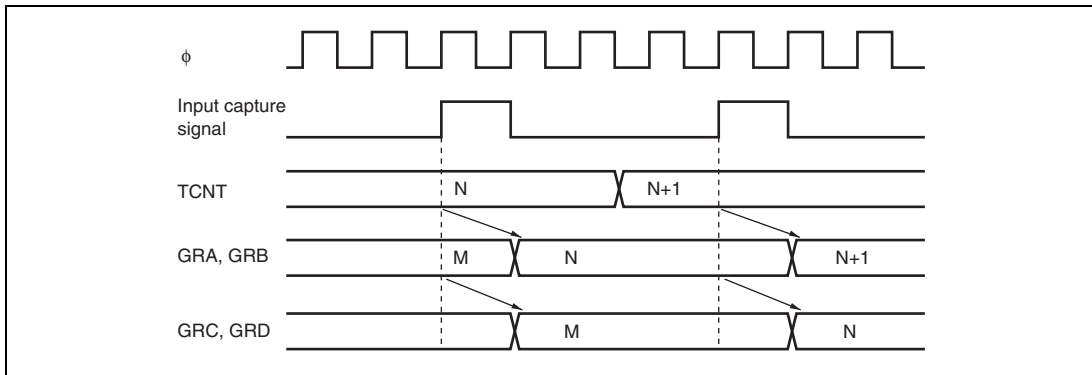 ϕ
Input capture
signal
TCNT
N
N+1
GRA, GRB
M
N
N+1
GRC, GRD
M
N